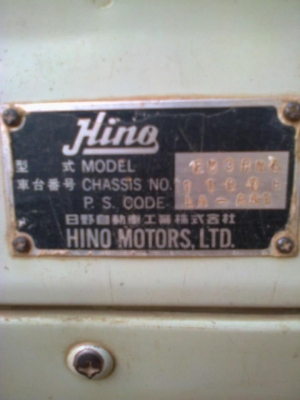 Hino
型 式 MODEL
車台番号 CHASSIS NO.
P. S. CODE
日野自動車工業株式会社
HINO MOTORS, LTD.